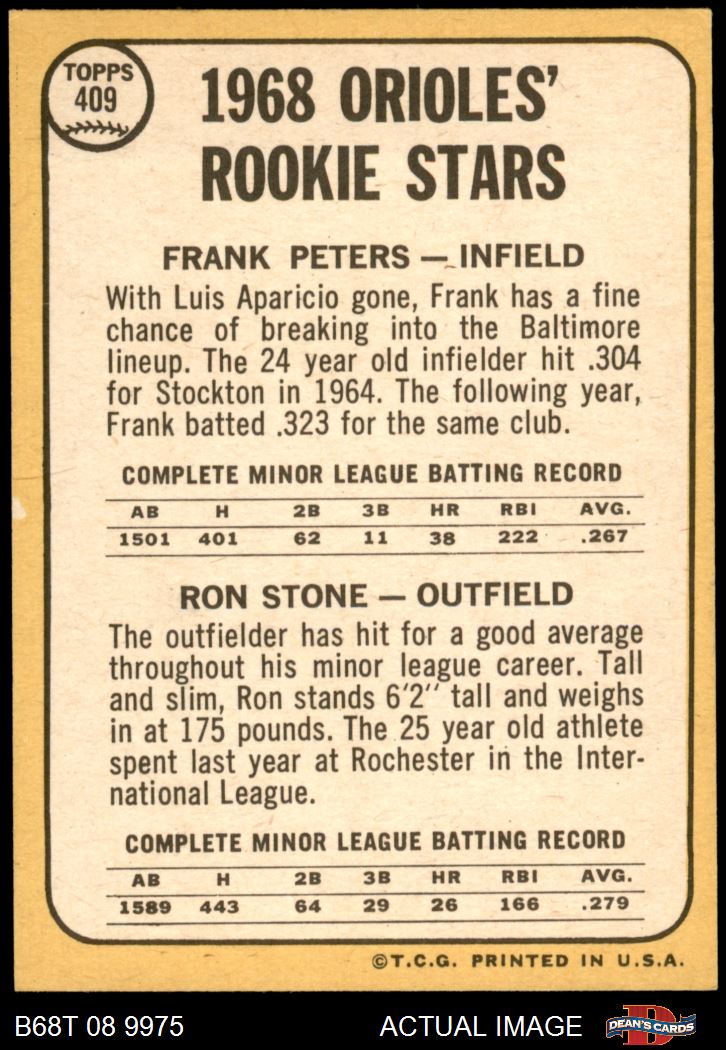 TOPPS
409
1968 ORIOLES'
ROOKIE STARS
FRANK PETERS — INFIELD
With Luis Aparicio gone, Frank has a fine
chance of breaking into the Baltimore
lineup. The 24 year old infielder hit .304
for Stockton in 1964. The following year,
Frank batted .323 for the same club.
COMPLETE MINOR LEAGUE BATTING RECORD
AB H 2B 3B HR RBI AVG.
1501 401 62 11 38 222 .267
RON STONE — OUTFIELD
The outfielder has hit for a good average
throughout his minor league career. Tall
and slim, Ron stands 6'2" tall and weighs
in at 175 pounds. The 25 year old athlete
spent last year at Rochester in the Inter-
national League.
COMPLETE MINOR LEAGUE BATTING RECORD
AB H 2B 3B HR RBI AVG.
1589 443 64 29 26 166 .279
©T.C.G. PRINTED IN U.S.A.
B68T 08 9975 ACTUAL IMAGE DEAN'S CARDS